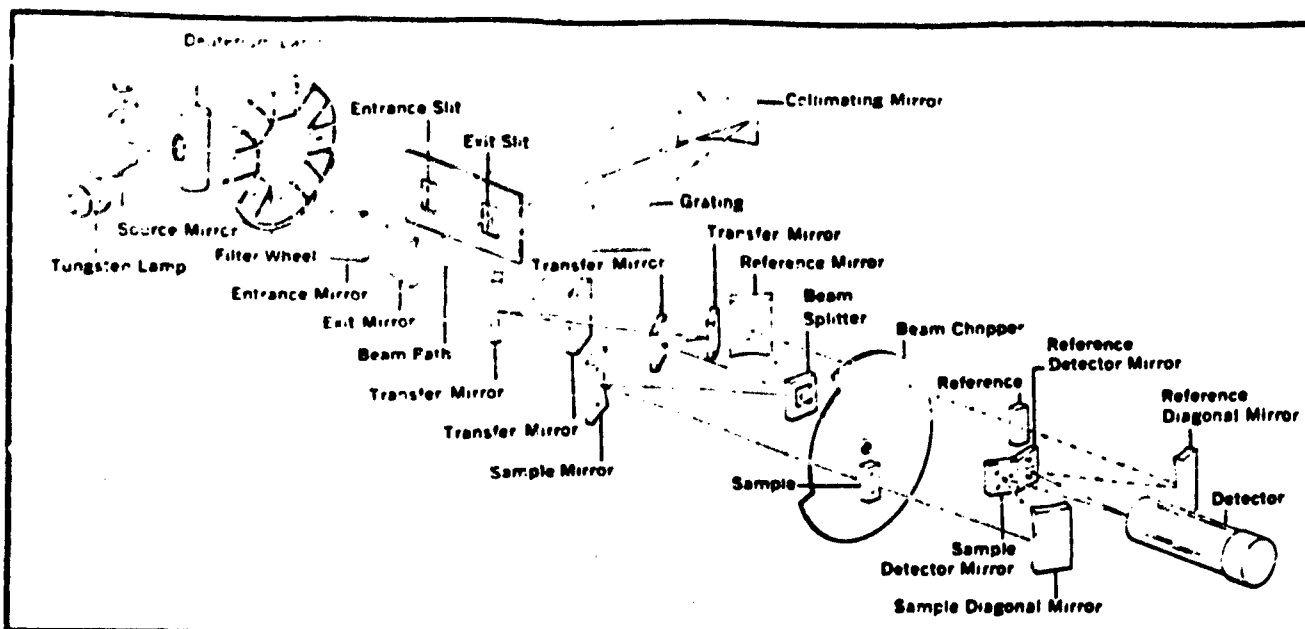 Entrance Slit
Collimating Mirror
Exit Slit
Grating
Source Mirror
Transfer Mirror
Tungsten Lamp
Filter Wheel
Transfer Mirror
Reference Mirror
Entrance Mirror
Beam
Splitter
Exit Mirror
Beam Chopper
Beam Path
Reference
Detector Mirror
Transfer Mirror
Reference
Reference
Diagonal Mirror
Transfer Mirror
Sample Mirror
Sample
Detector
Sample
Detector Mirror
Sample Diagonal Mirror